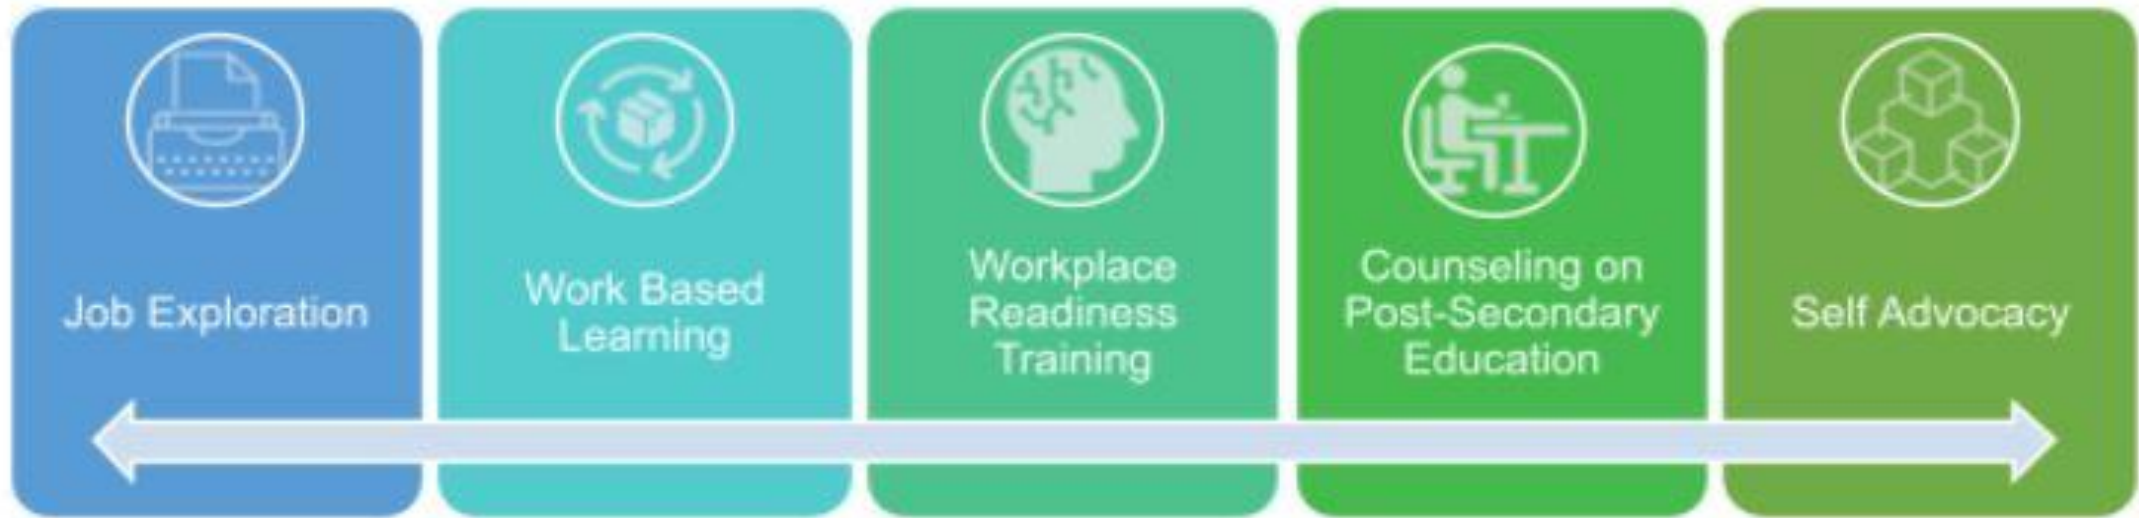 Job Exploration
Work Based
Learning
Workplace
Readiness
Training
Counseling on
Post-Secondary
Education
Self Advocacy